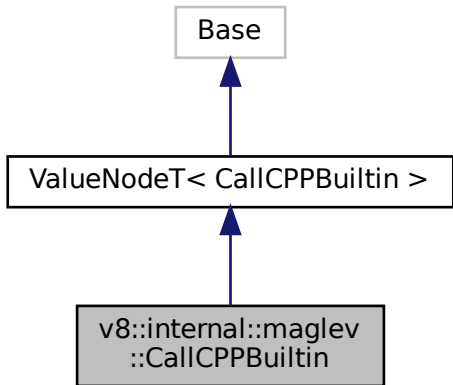 Base
ValueNodeT< CallCPPBuiltin >
v8::internal::maglev
::CallCPPBuiltin